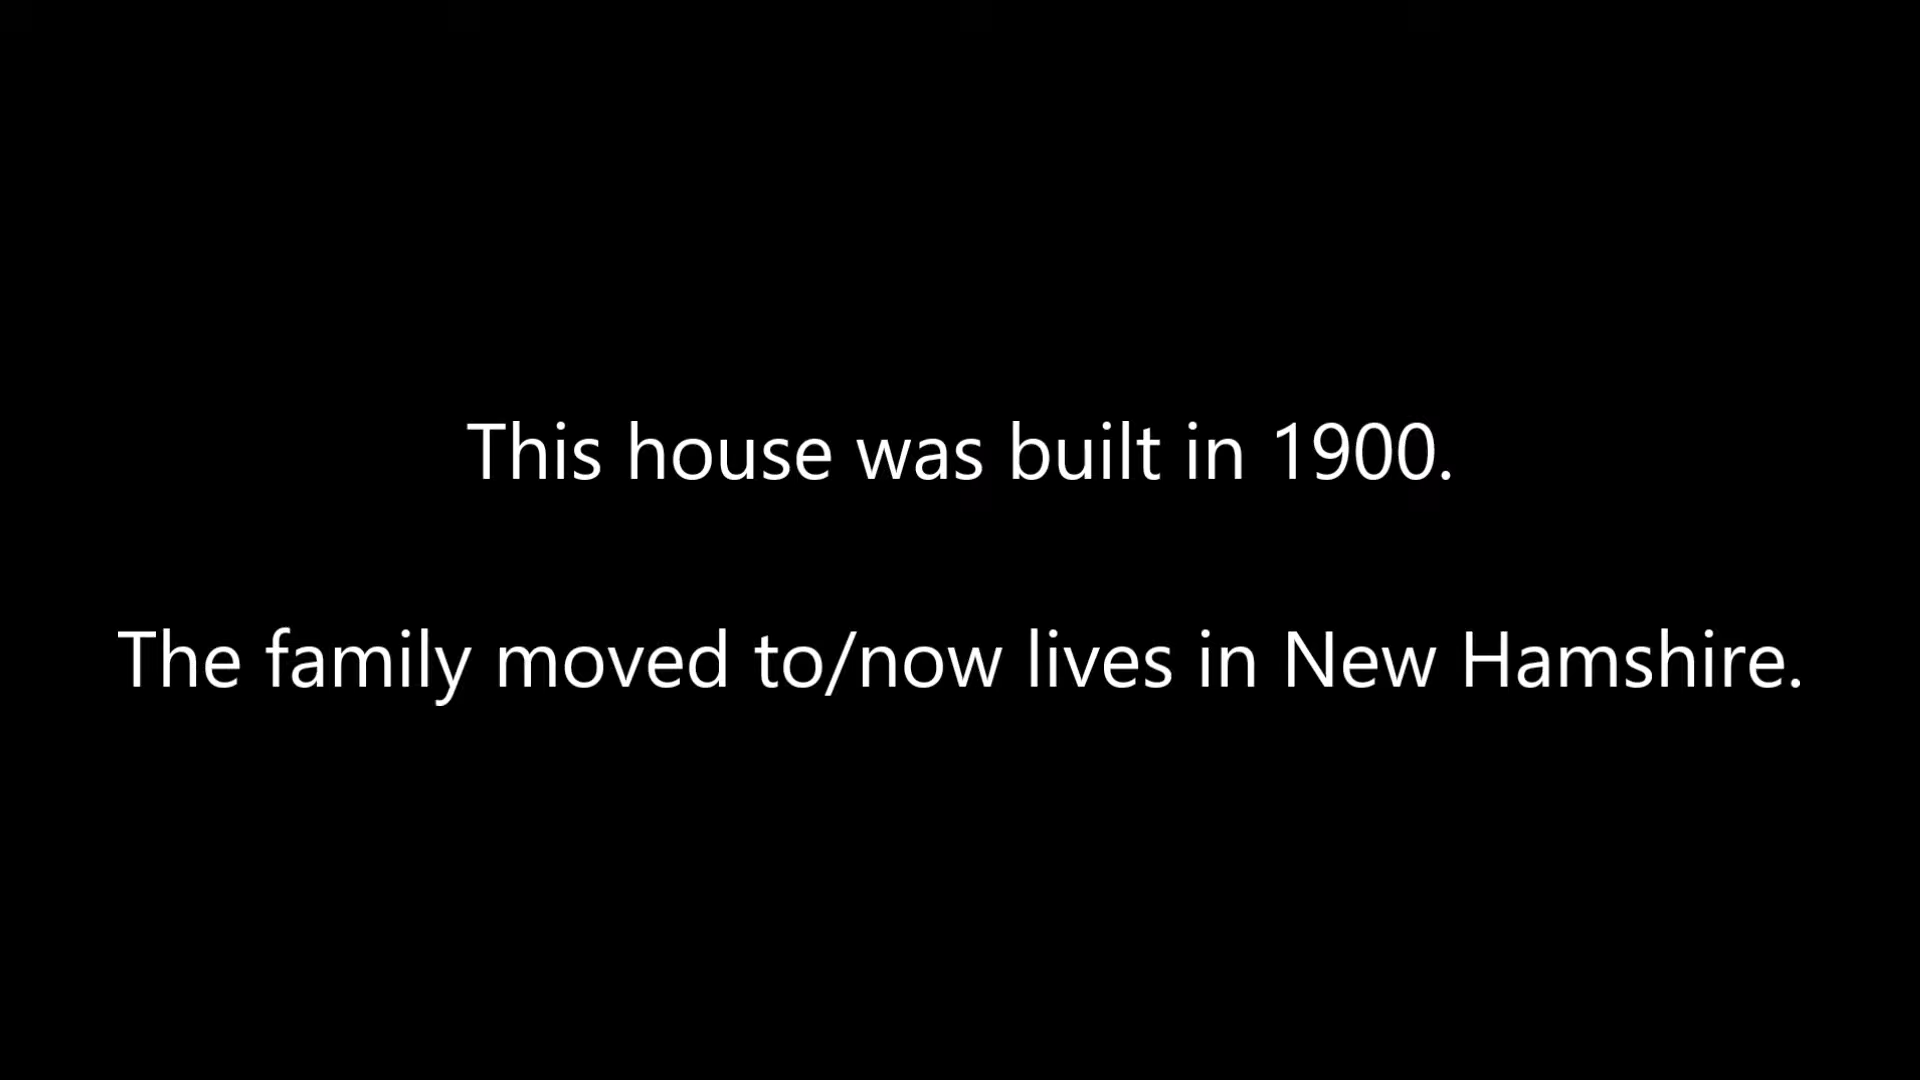 This house was built in 1900.
The family moved to/now lives in New Hamshire.